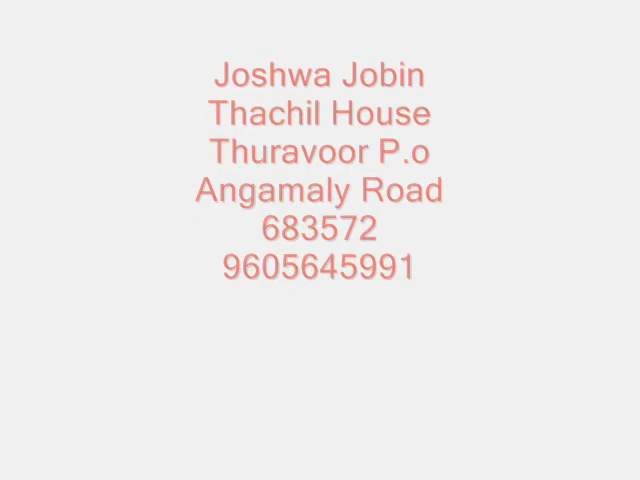 Joshwa Jobin
Thachil House
Thuravoor P.o
Angamaly Road
683572
9605645991